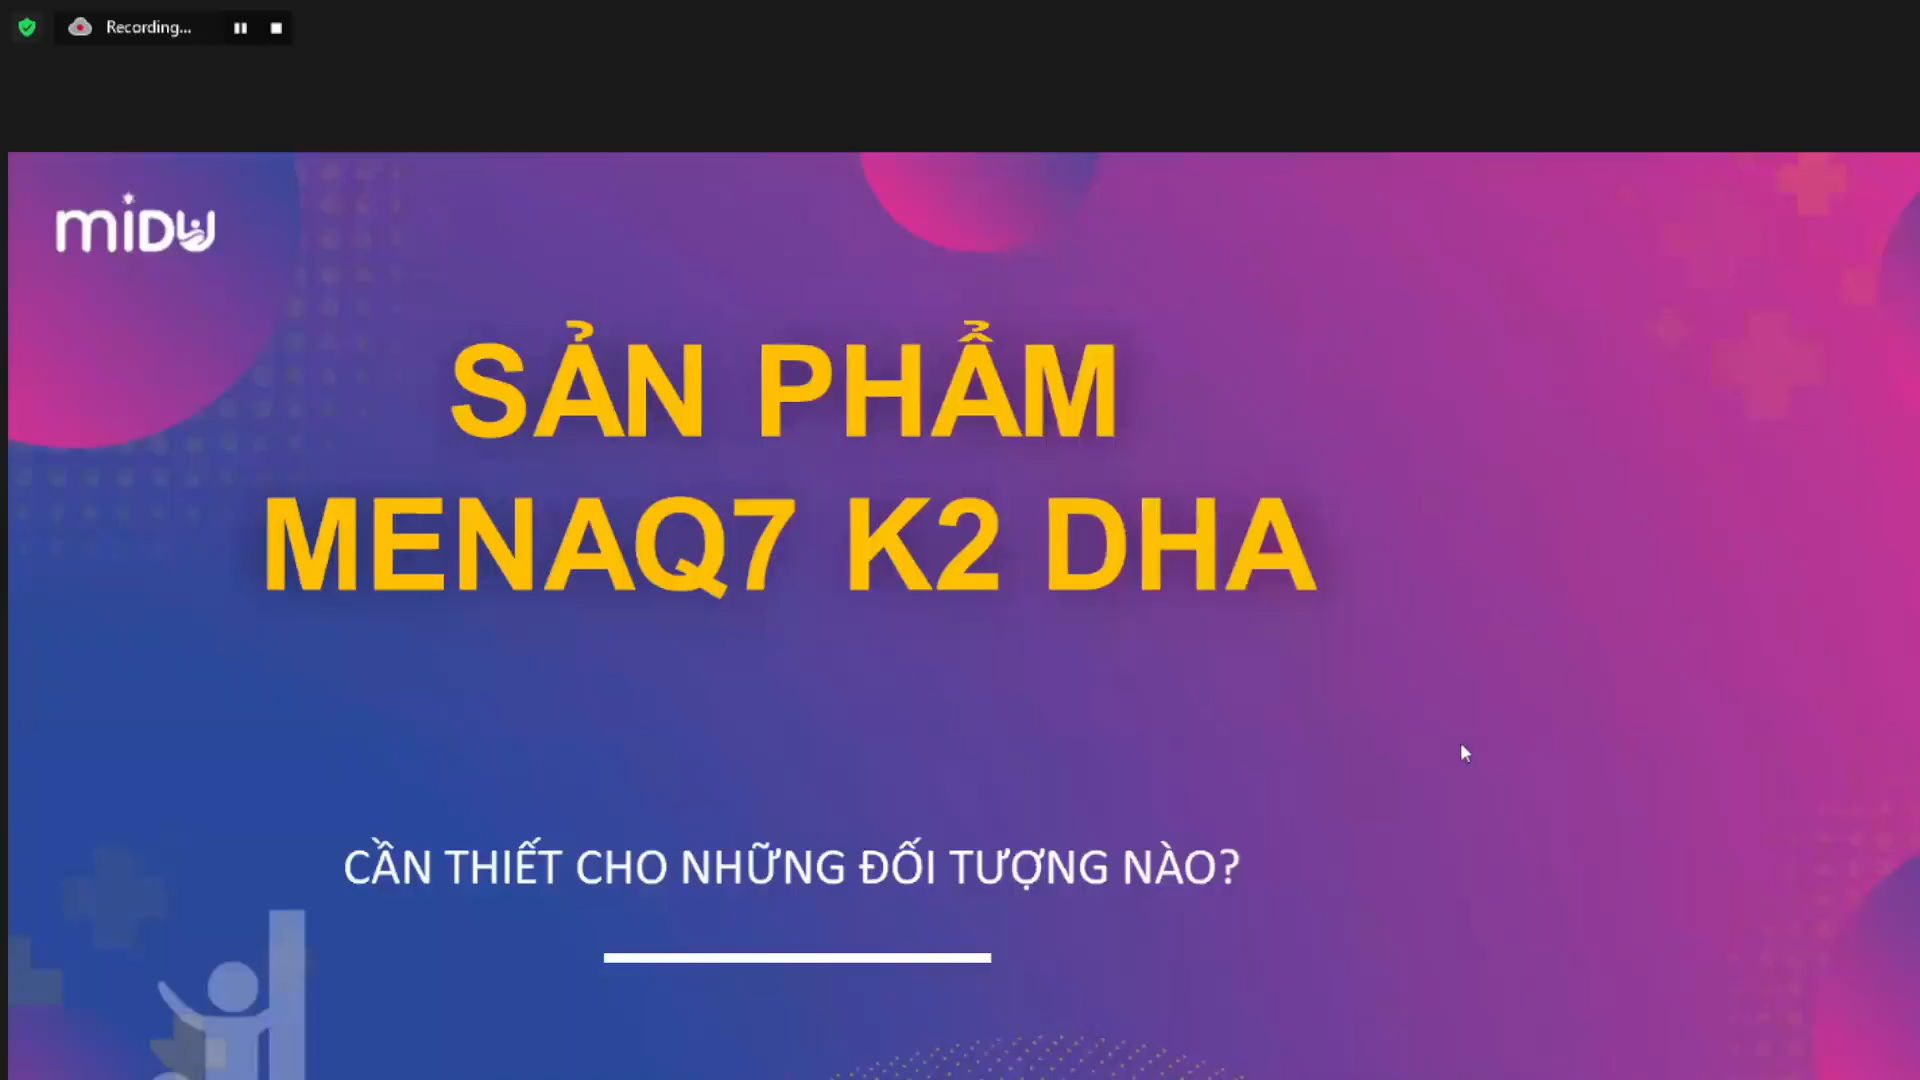 Recording...
MIDU
SẢN PHẨM
MENAQ7 K2 DHA
CẦN THIẾT CHO NHỮNG ĐỐI TƯỢNG NÀO?